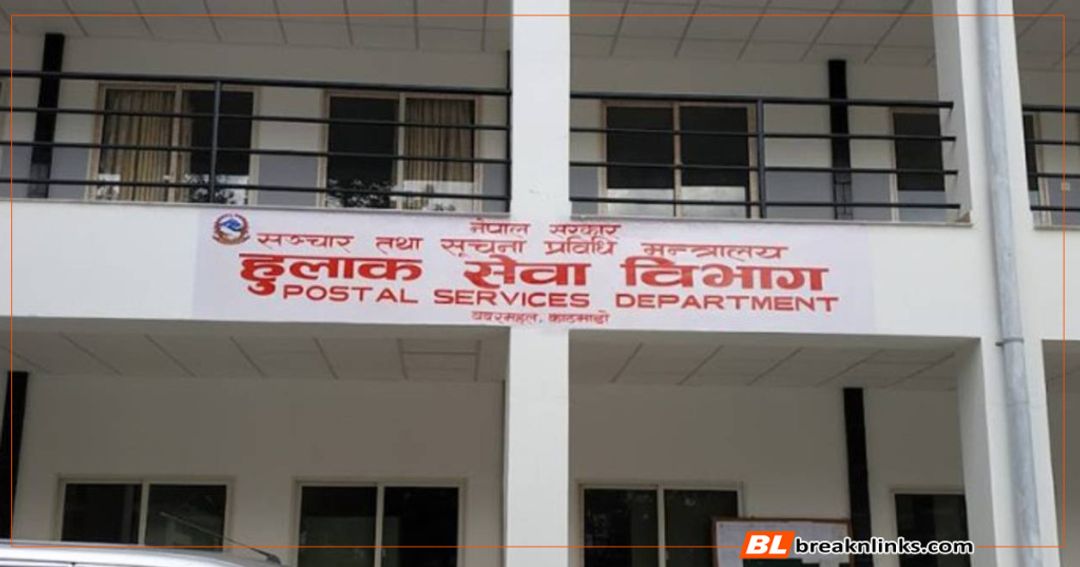 नेपाल सरकार
सञ्चार तथा सूचना प्रविधि मन्त्रालय
हुलाक सेवा विभाग
POSTAL SERVICES DEPARTMENT
बबरमहल, काठमाडौं
BL breaknlinks.com